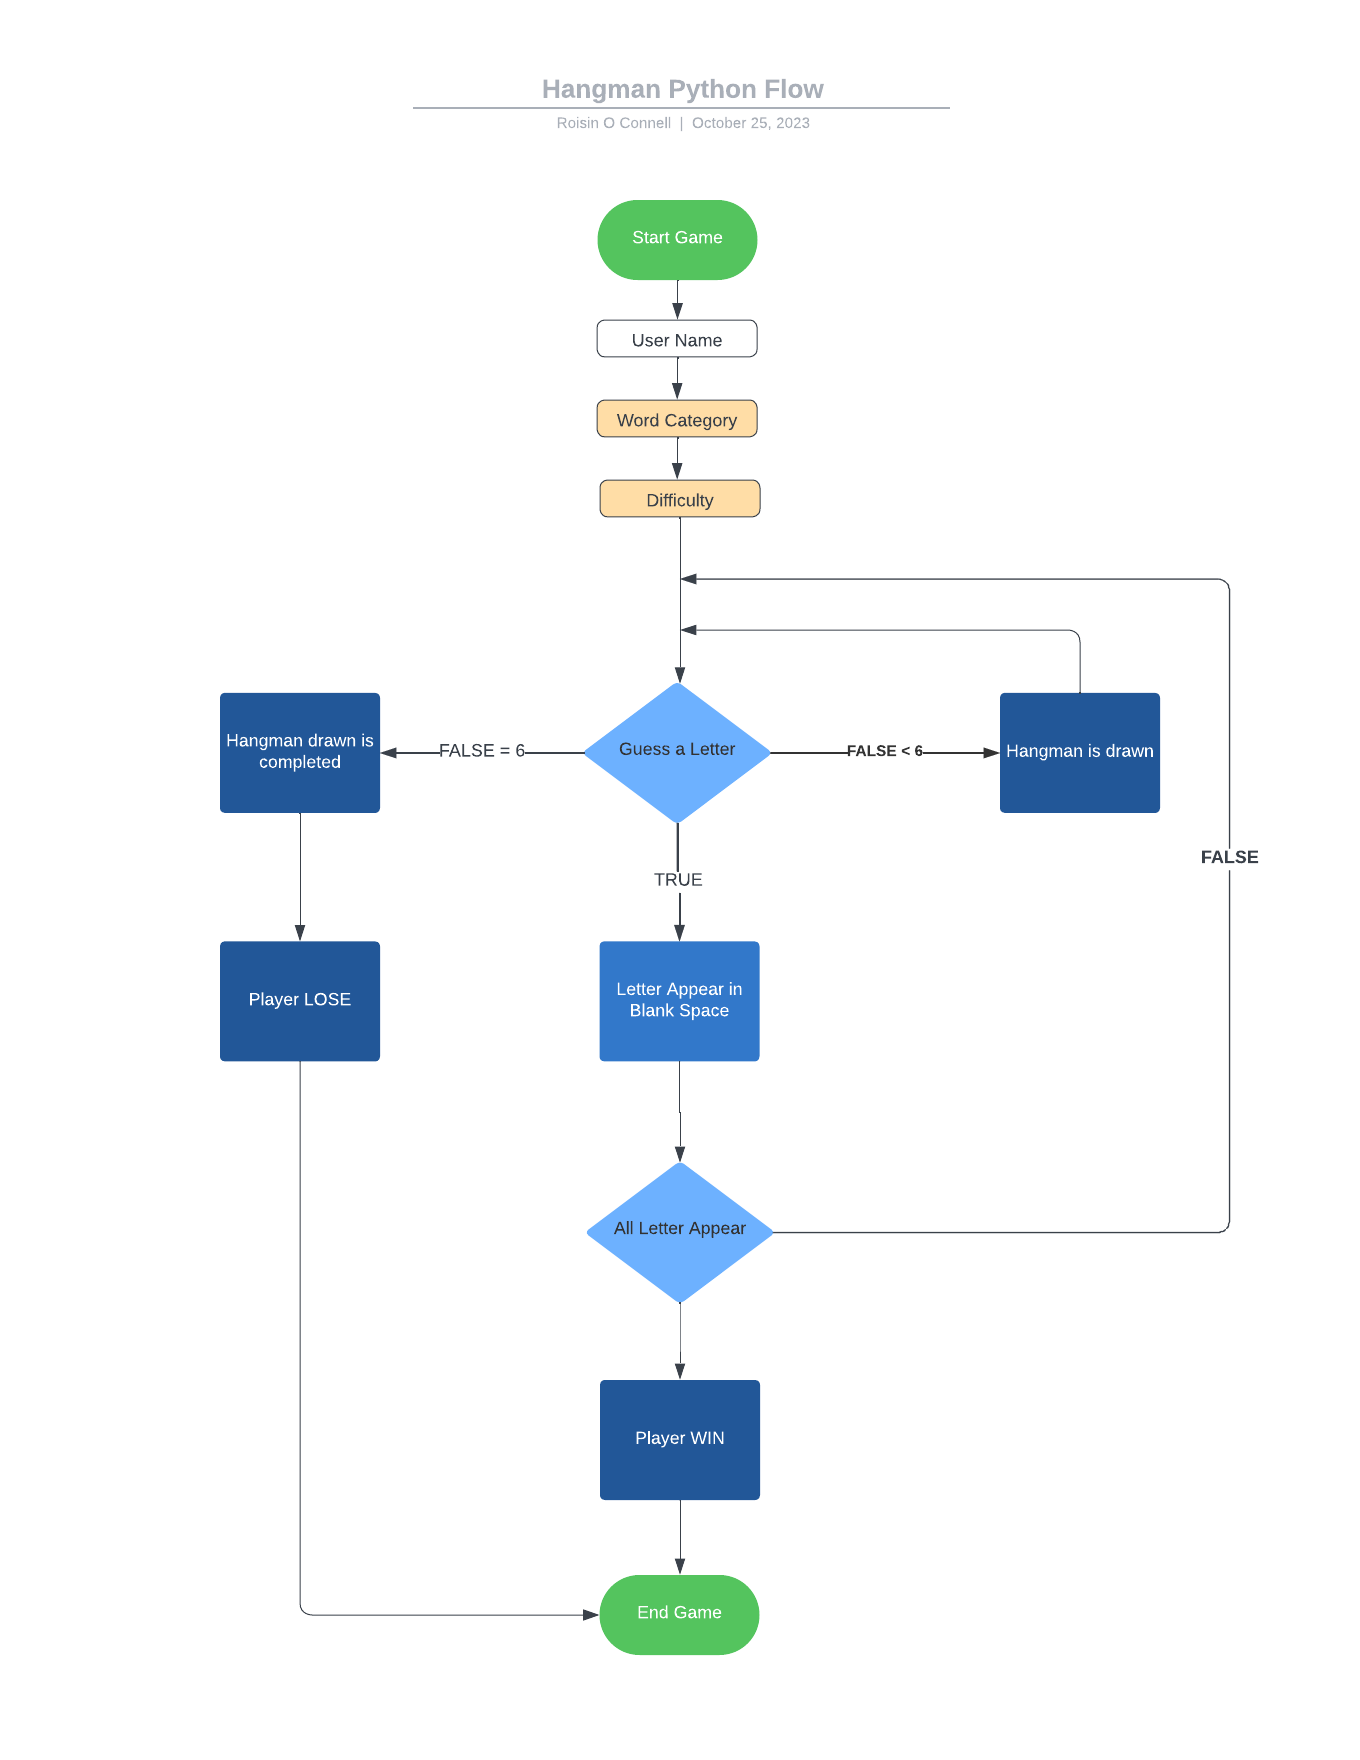 Hangman Python Flow
Roisin O Connell | October 25, 2023
Start Game
User Name
Word Category
Difficulty
Hangman drawn is
completed
FALSE = 6
Guess a Letter
FALSE < 6
Hangman is drawn
FALSE
TRUE
Player LOSE
Letter Appear in
Blank Space
All Letter Appear
Player WIN
End Game